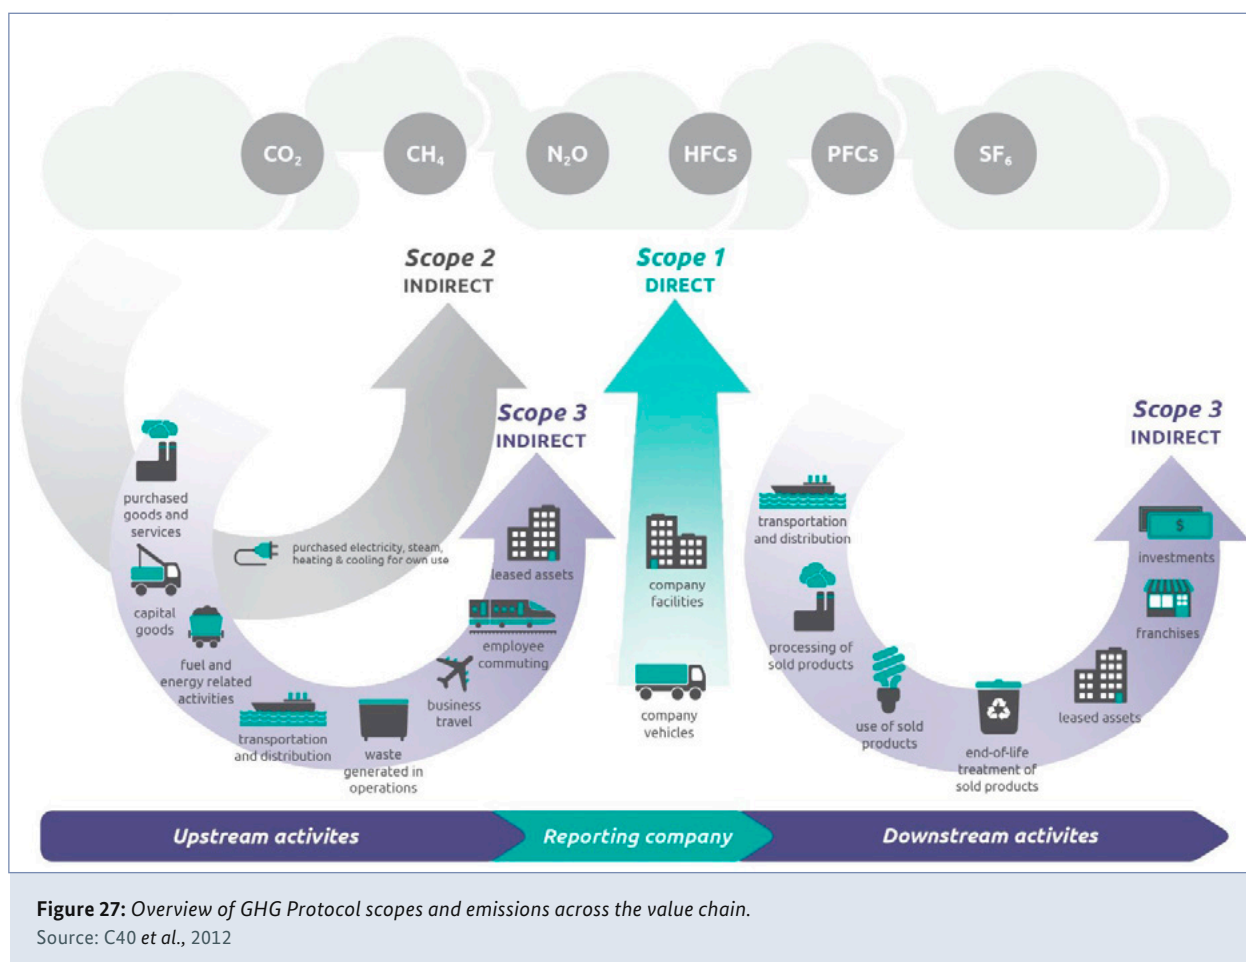 CO₂
CH₄
N₂O
HFCs
PFCs
SF₆
Scope 2
INDIRECT
Scope 1
DIRECT
Scope 3
INDIRECT
Scope 3
INDIRECT
purchased
goods and
services
capital
goods
fuel and
energy related
activities
transportation
and distribution
waste
generated in
operations
business
travel
employee
commuting
leased assets
purchased electricity, steam,
heating & cooling for own use
company
facilities
company
vehicles
transportation
and distribution
processing of
sold products
use of sold
products
end-of-life
treatment of
sold products
leased assets
franchises
$
investments
Upstream activites
Reporting company
Downstream activites
Figure 27: Overview of GHG Protocol scopes and emissions across the value chain.
Source: C40 et al., 2012